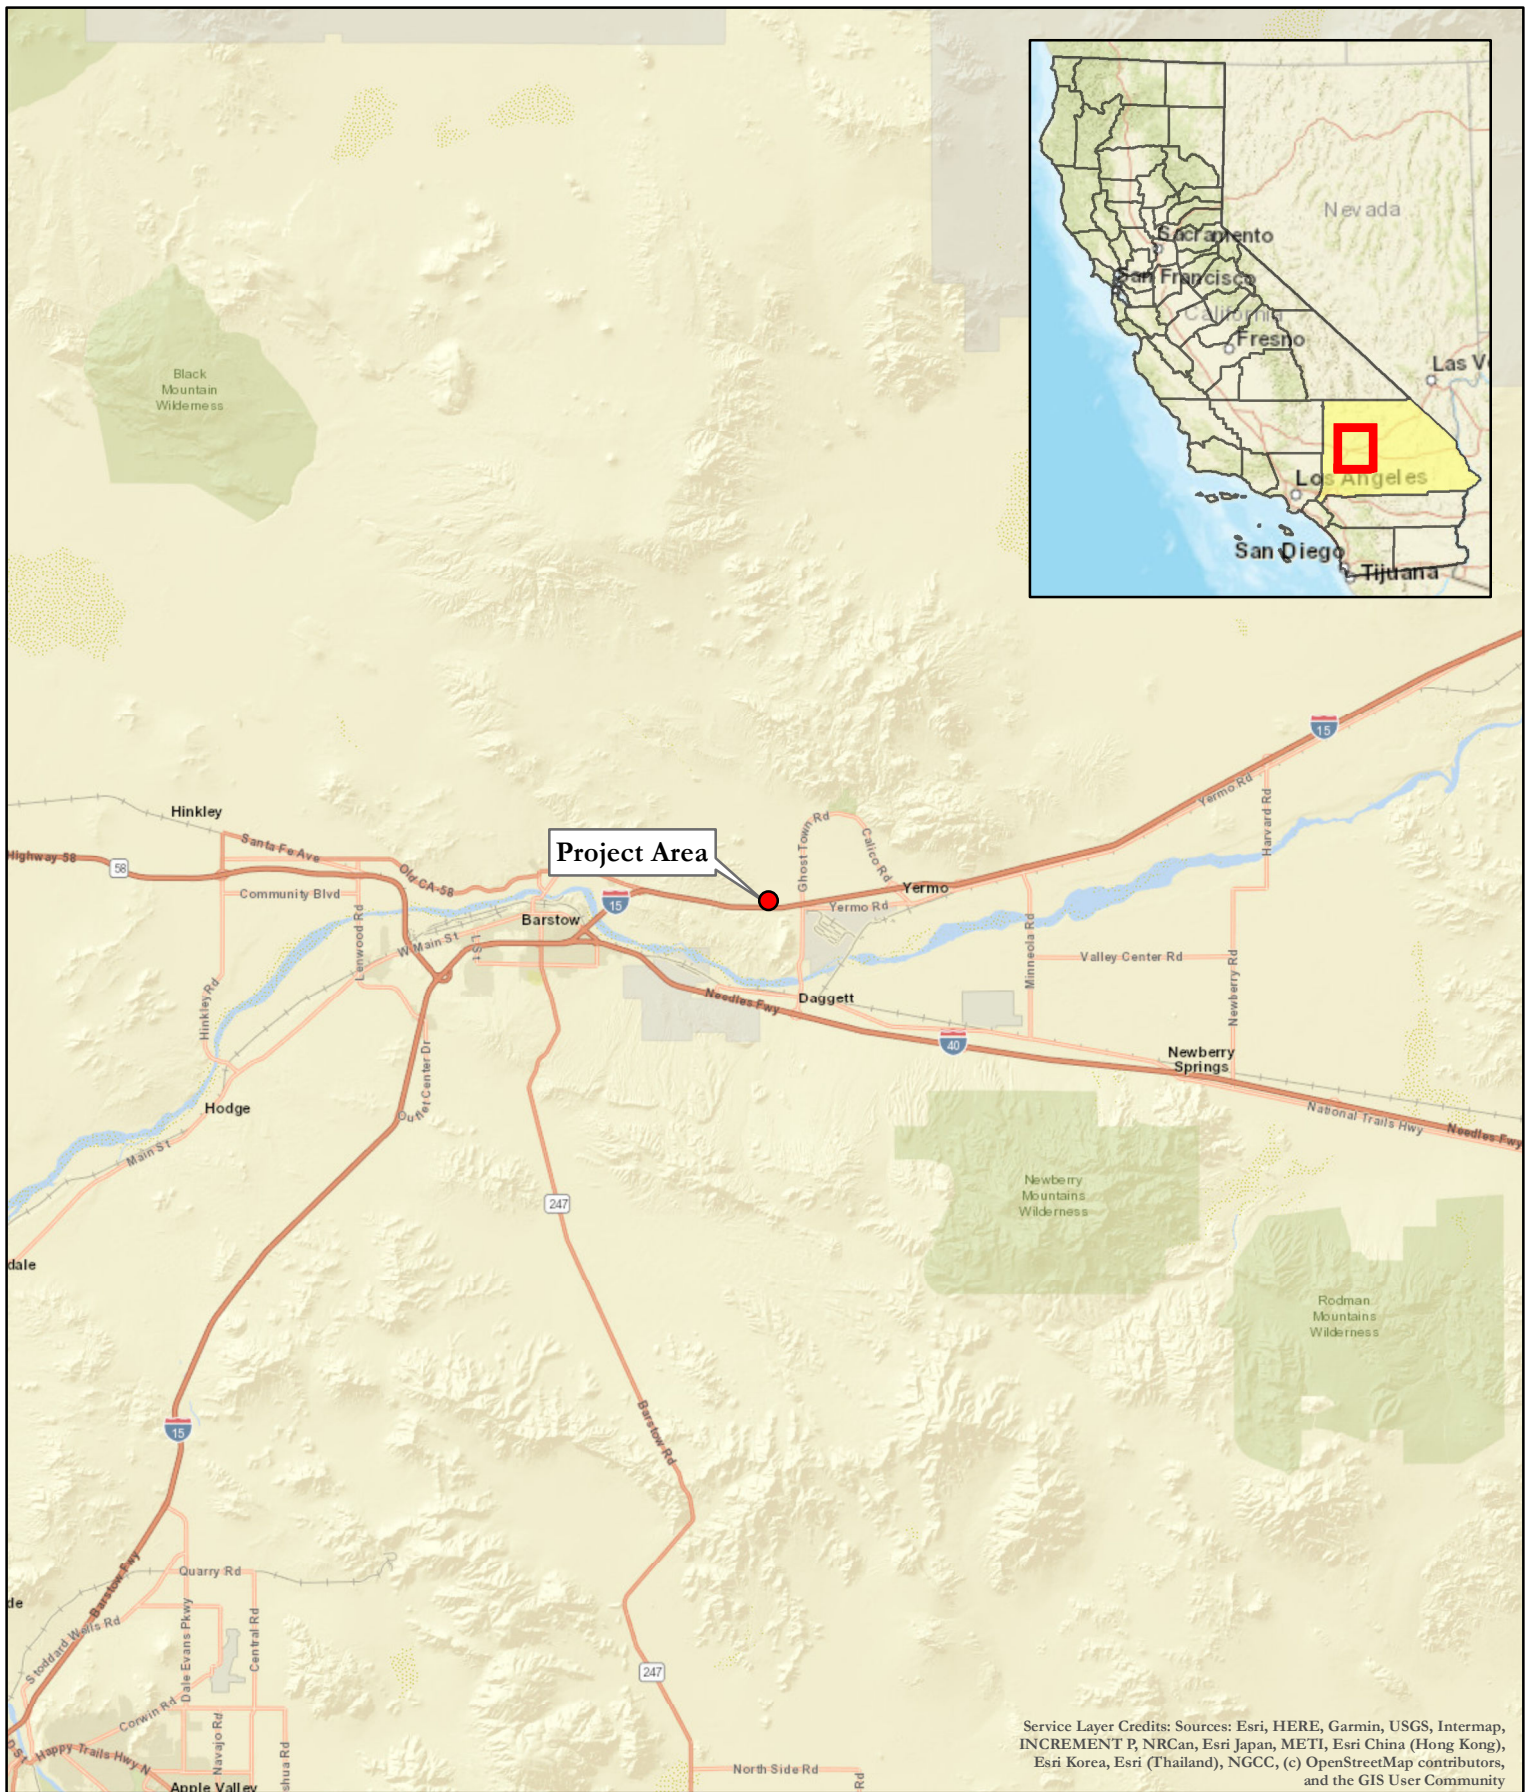 Nevada
Sacramento
San Francisco
California
Fresno
Las V
Los Angeles
San Diego
Tijuana
Black
Mountain
Wilderness
15
Yermo Rd
Harvard Rd
Hinkley
Santa Fe Ave
Highway 58
58
Old CA-58
Community Blvd
Project Area
Ghost Town Rd
Calico Rd
Yermo
Yermo Rd
15
Barstow
Lenwood Rd
W Main St
L St
Minneola Rd
Valley Center Rd
Newberry Rd
Hinkley Rd
Needles Fwy
Daggett
40
Newberry
Springs
Outlet Center Dr
Hodge
Main St
National Trails Hwy
Needles Fwy
Newberry
Mountains
Wilderness
247
dale
Rodman
Mountains
Wilderness
15
Barstow Rd
Barstow Fwy
Quarry Rd
de
Stoddard Wells Rd
Dale Evans Pkwy
Central Rd
247
Corwin Rd
Navajo Rd
shua Rd
D St
Happy Trails Hwy N
Apple Valley
North Side Rd
Rd
Service Layer Credits: Sources: Esri, HERE, Garmin, USGS, Intermap,
INCREMENT P, NRCan, Esri Japan, METI, Esri China (Hong Kong),
Esri Korea, Esri (Thailand), NGCC, (c) OpenStreetMap contributors,
and the GIS User Community